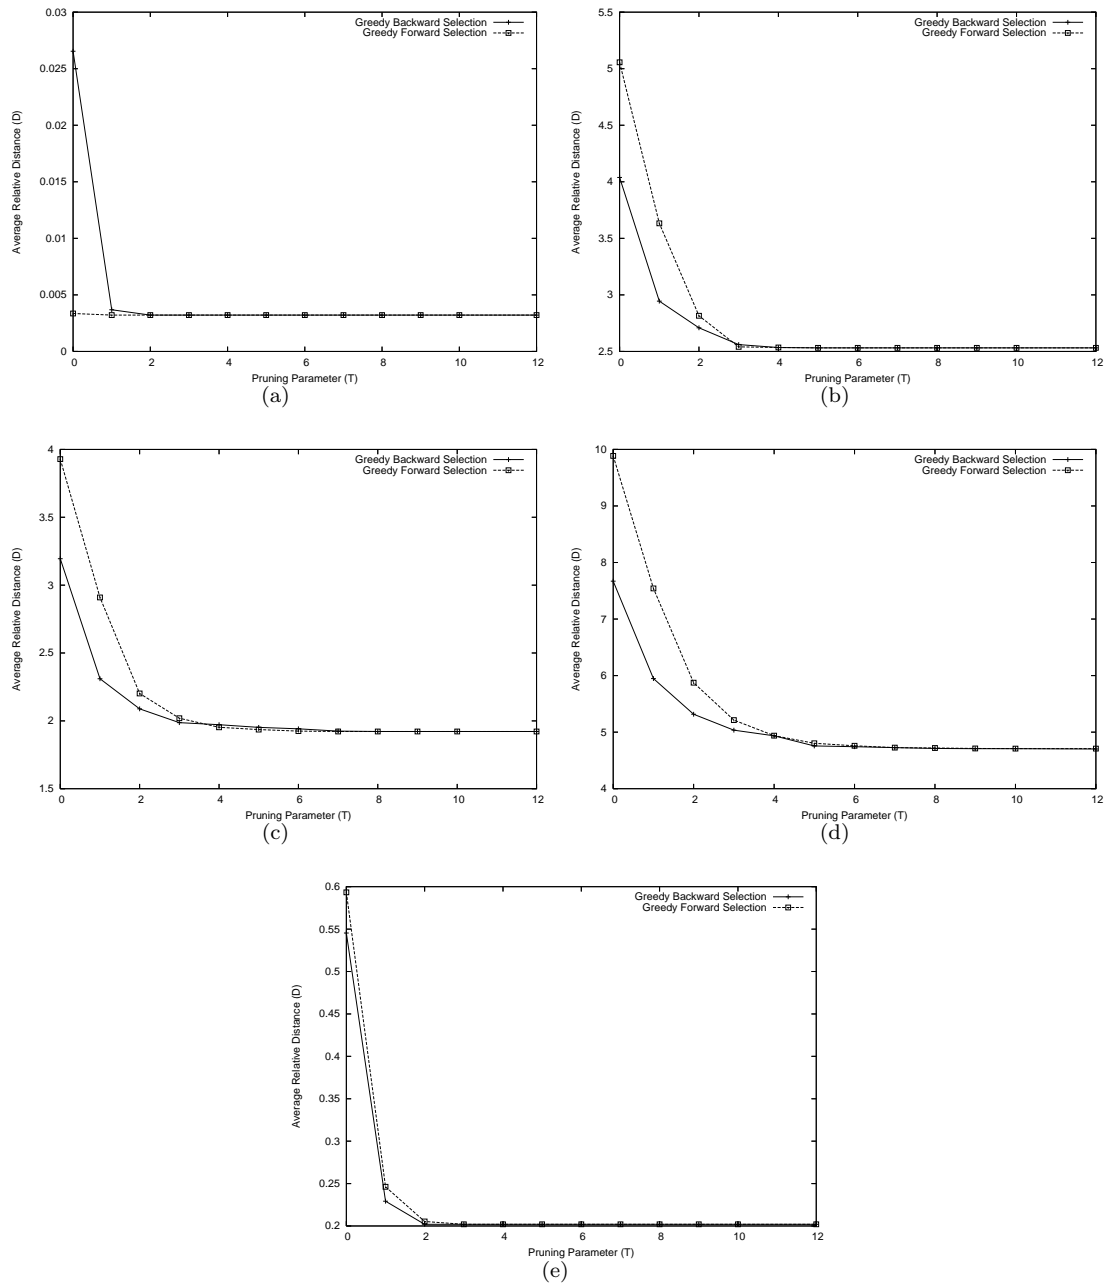 0.03
0.025
0.02
0.015
0.01
0.005
0
0 2 4 6 8 10 12
Average Relative Distance (D)
Pruning Parameter (T)
Greedy Backward Selection
Greedy Forward Selection
(a)
5.5
5
4.5
4
3.5
3
2.5
0 2 4 6 8 10 12
Average Relative Distance (D)
Pruning Parameter (T)
Greedy Backward Selection
Greedy Forward Selection
(b)
4
3.5
3
2.5
2
1.5
0 2 4 6 8 10 12
Average Relative Distance (D)
Pruning Parameter (T)
Greedy Backward Selection
Greedy Forward Selection
(c)
10
9
8
7
6
5
4
0 2 4 6 8 10 12
Average Relative Distance (D)
Pruning Parameter (T)
Greedy Backward Selection
Greedy Forward Selection
(d)
0.6
0.55
0.5
0.45
0.4
0.35
0.3
0.25
0.2
0 2 4 6 8 10 12
Average Relative Distance (D)
Pruning Parameter (T)
Greedy Backward Selection
Greedy Forward Selection
(e)